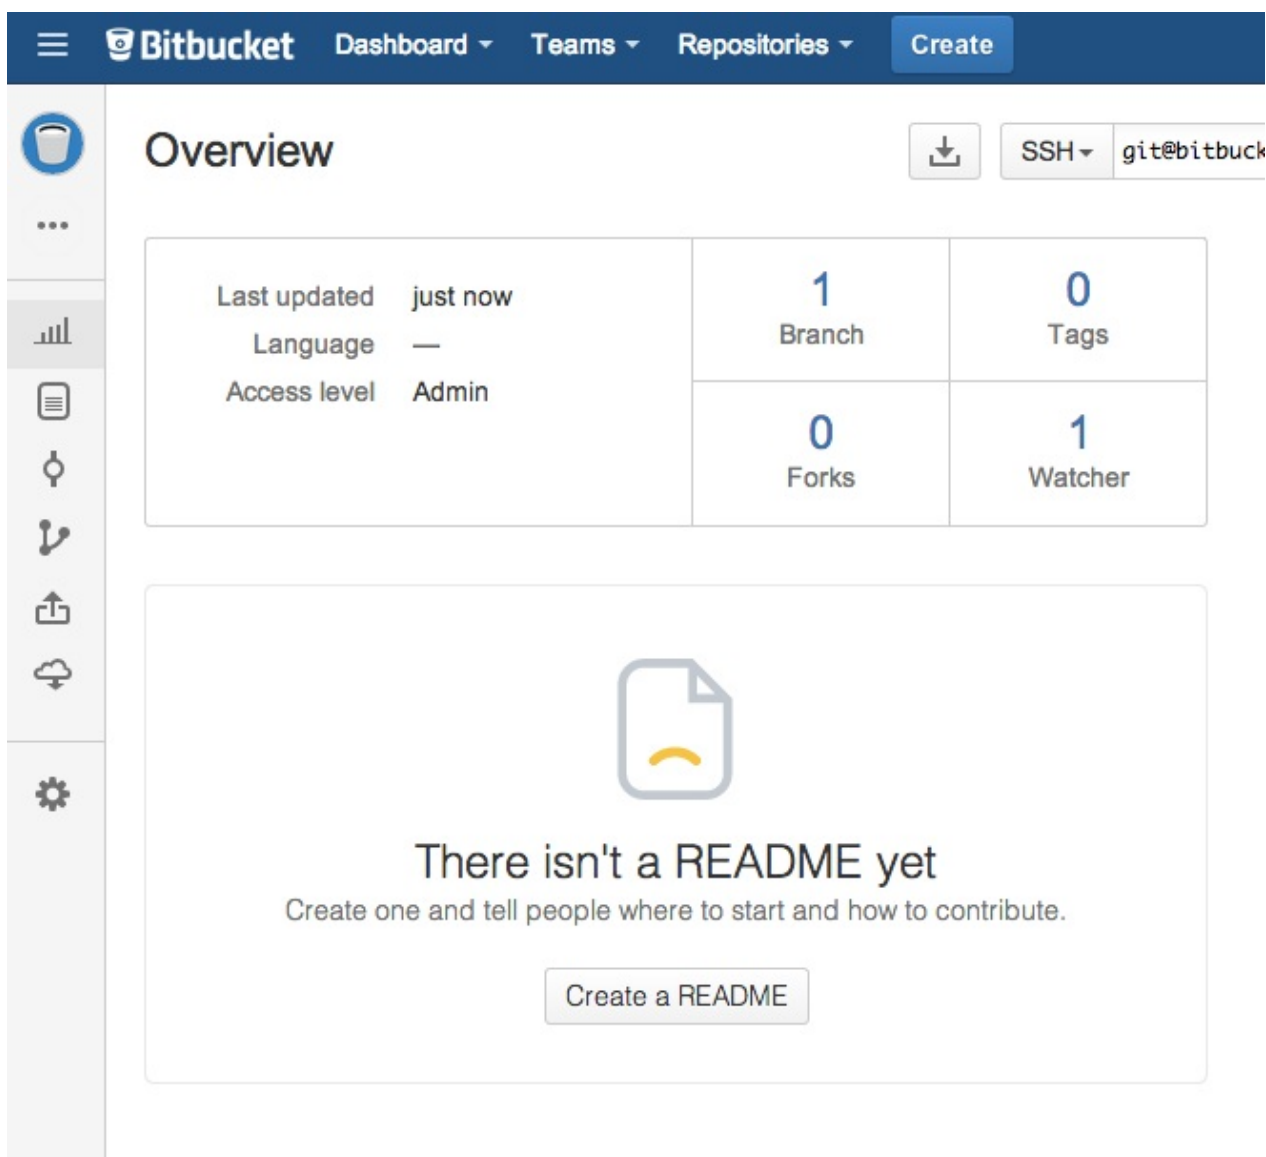 Bitbucket Dashboard Teams Repositories Create
Overview
SSH git@bitbuck
Last updated just now
Language —
Access level Admin
1
Branch
0
Tags
0
Forks
1
Watcher
There isn't a README yet
Create one and tell people where to start and how to contribute.
Create a README